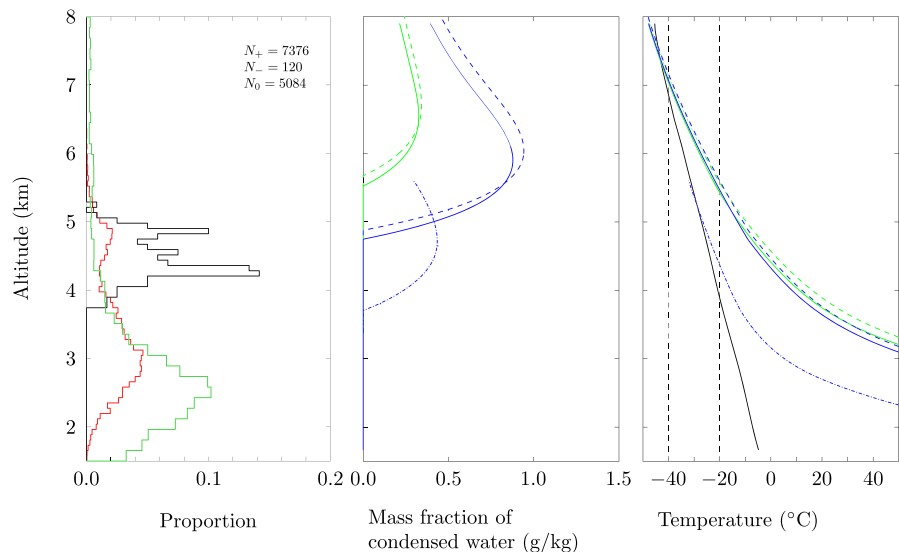 8
7
6
5
4
3
2
Altitude (km)
N₊ = 7376
N₋ = 120
N₀ = 5084
0.0 0.1 0.2
0.0 0.5 1.0 1.5
−40 −20 0 20 40
Proportion
Mass fraction of
condensed water (g/kg)
Temperature (°C)